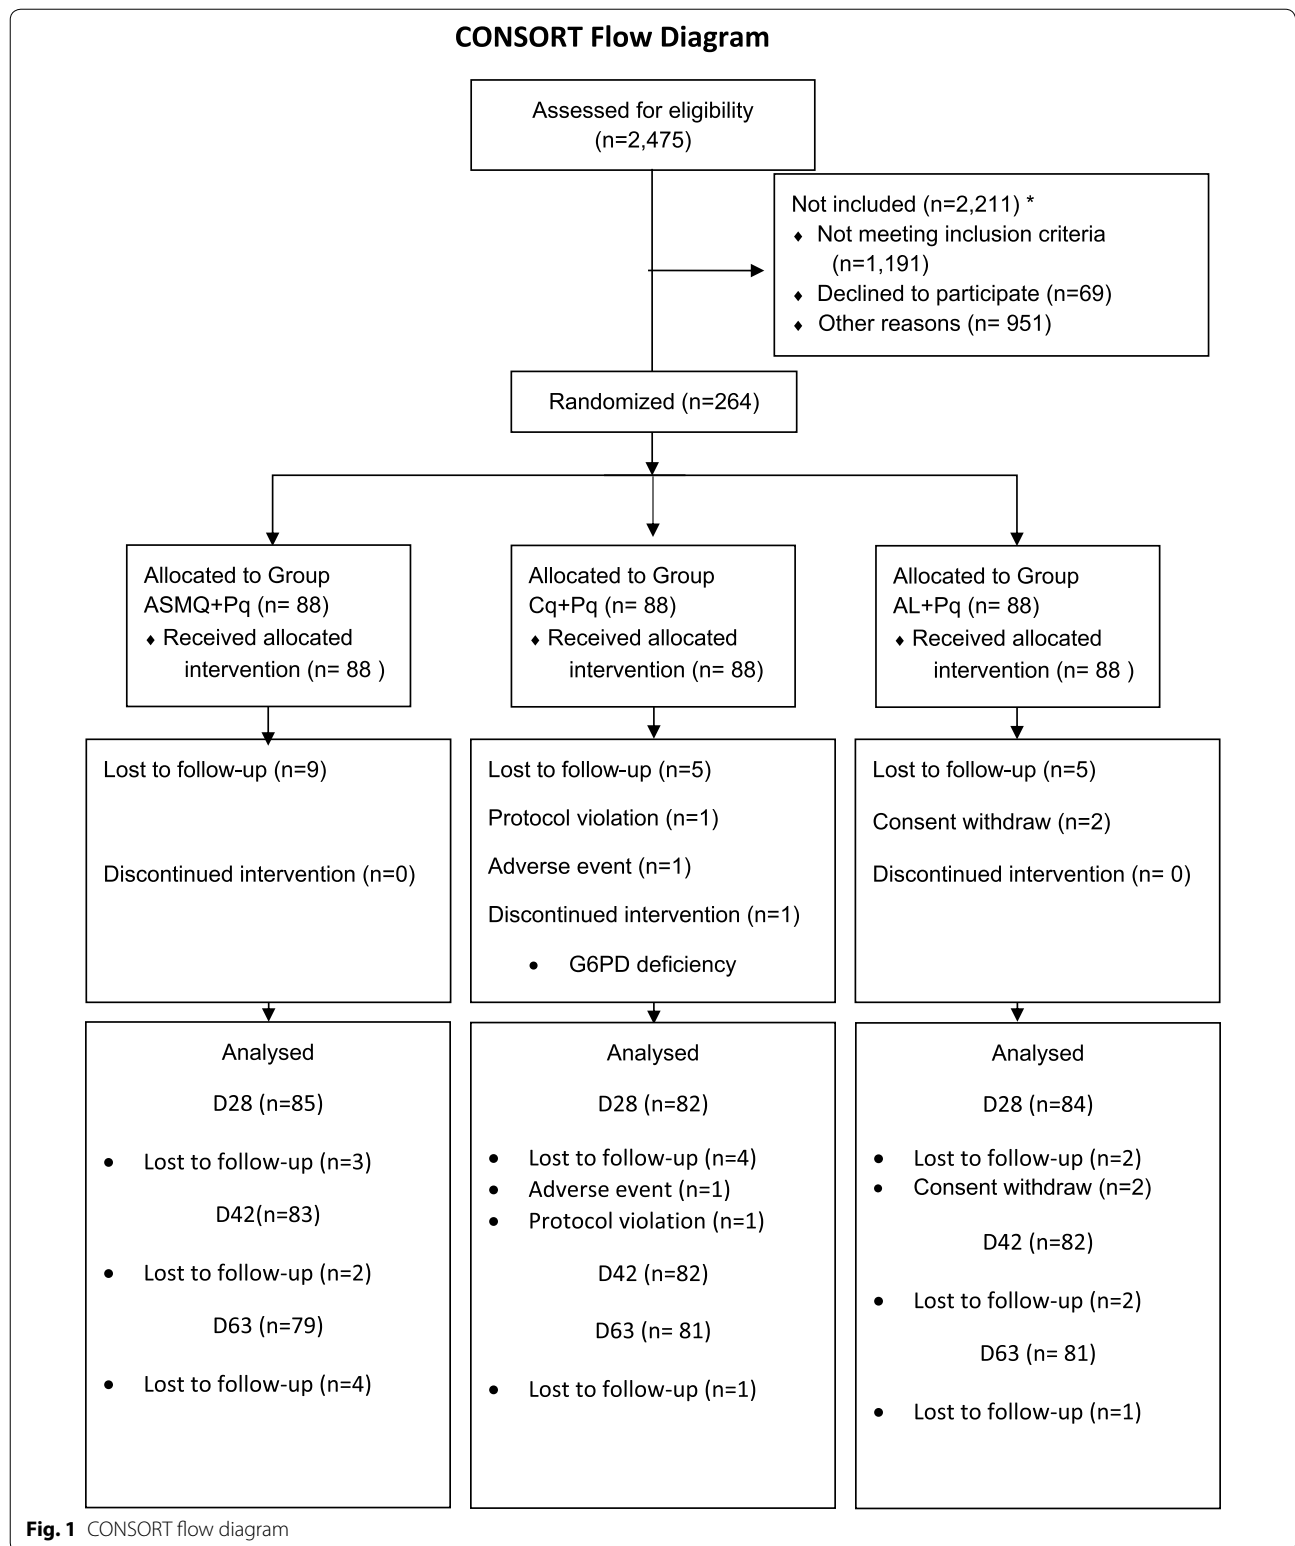 CONSORT Flow Diagram
Assessed for eligibility
(n=2,475)
Not included (n=2,211) *
♦ Not meeting inclusion criteria
(n=1,191)
♦ Declined to participate (n=69)
♦ Other reasons (n= 951)
Randomized (n=264)
Allocated to Group
ASMQ+Pq (n= 88)
♦ Received allocated
intervention (n= 88 )
Allocated to Group
Cq+Pq (n= 88)
♦ Received allocated
intervention (n= 88)
Allocated to Group
AL+Pq (n= 88)
♦ Received allocated
intervention (n= 88 )
Lost to follow-up (n=9)
Discontinued intervention (n=0)
Lost to follow-up (n=5)
Protocol violation (n=1)
Adverse event (n=1)
Discontinued intervention (n=1)
• G6PD deficiency
Lost to follow-up (n=5)
Consent withdraw (n=2)
Discontinued intervention (n= 0)
Analysed
D28 (n=85)
• Lost to follow-up (n=3)
D42(n=83)
• Lost to follow-up (n=2)
D63 (n=79)
• Lost to follow-up (n=4)
Analysed
D28 (n=82)
• Lost to follow-up (n=4)
• Adverse event (n=1)
• Protocol violation (n=1)
D42 (n=82)
D63 (n= 81)
• Lost to follow-up (n=1)
Analysed
D28 (n=84)
• Lost to follow-up (n=2)
• Consent withdraw (n=2)
D42 (n=82)
• Lost to follow-up (n=2)
D63 (n= 81)
• Lost to follow-up (n=1)
Fig. 1 CONSORT flow diagram